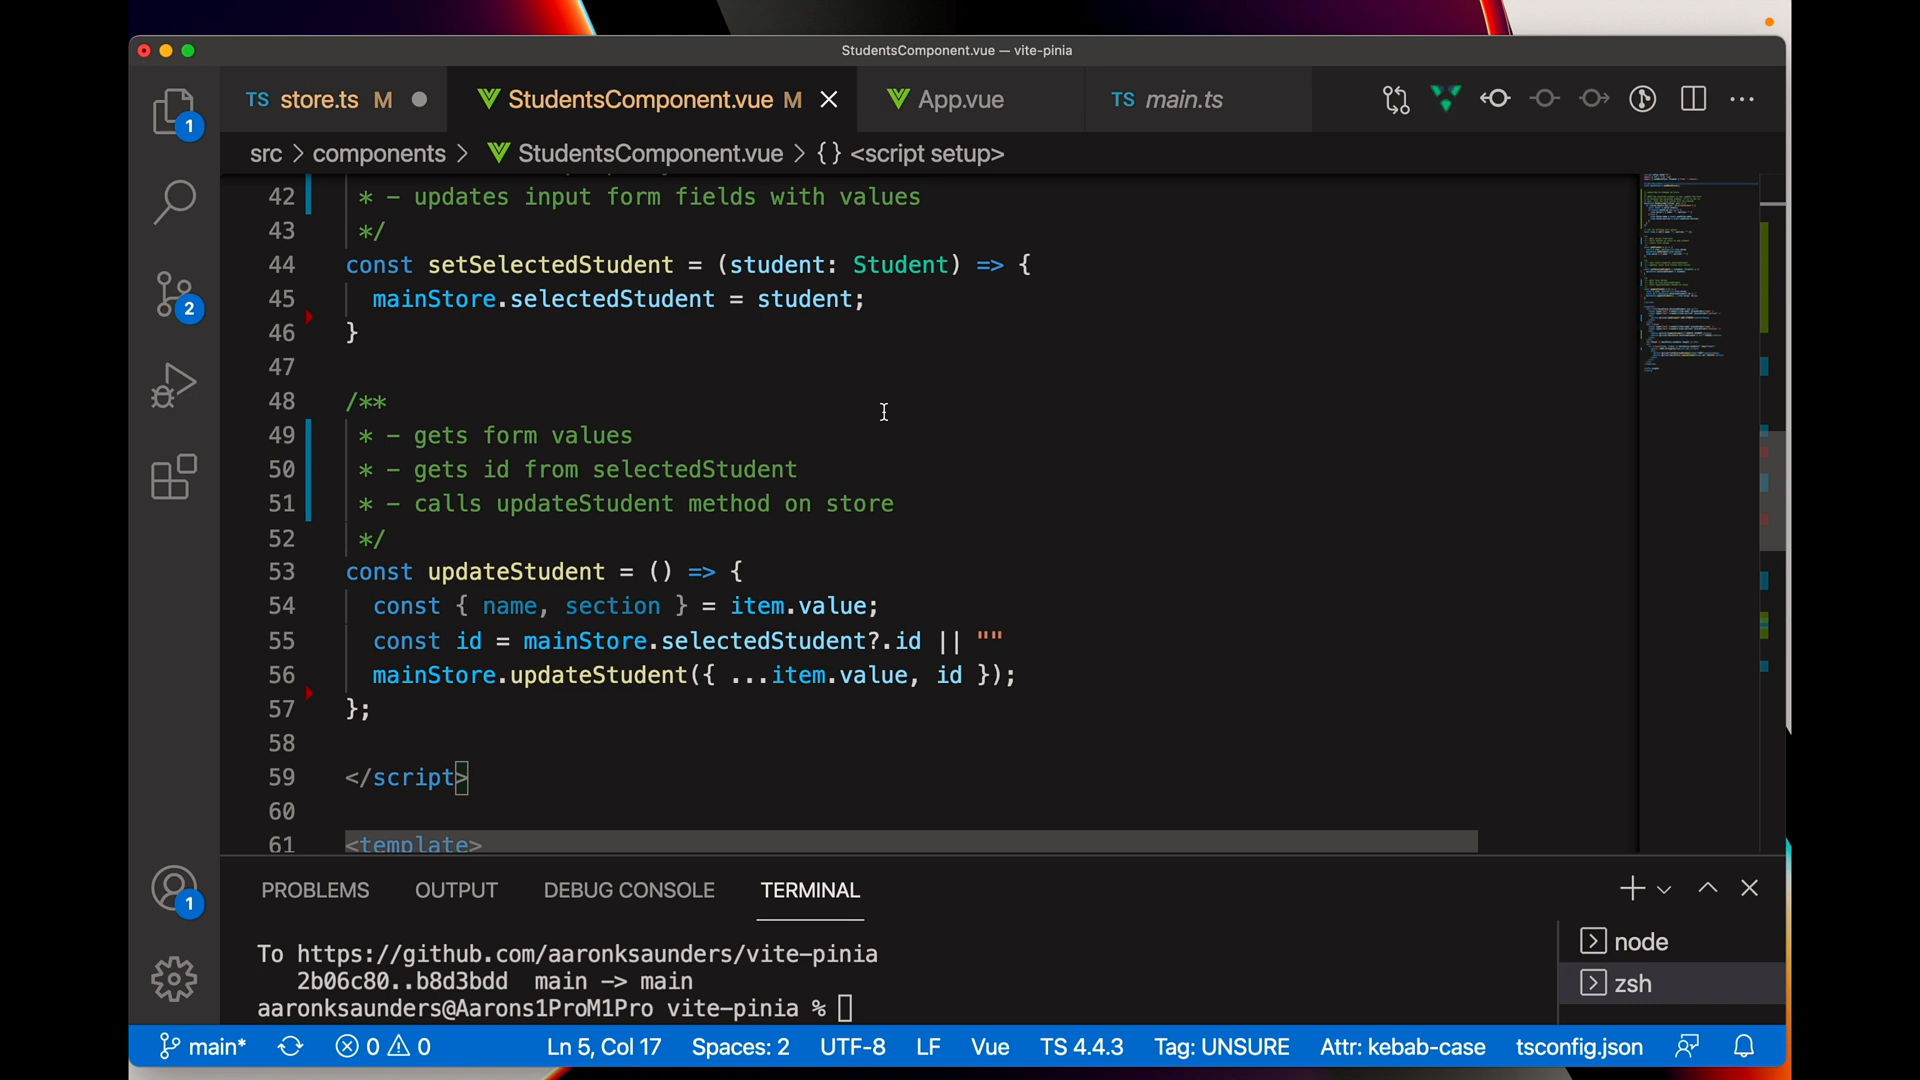 StudentsComponent.vue — vite-pinia
TS store.ts M
StudentsComponent.vue M
App.vue
TS main.ts
src > components > StudentsComponent.vue > {} <script setup>
42 * - updates input form fields with values
43 */
44 const setSelectedStudent = (student: Student) => {
45 mainStore.selectedStudent = student;
46 }
47
48 /**
49 * - gets form values
50 * - gets id from selectedStudent
51 * - calls updateStudent method on store
52 */
53 const updateStudent = () => {
54 const { name, section } = item.value;
55 const id = mainStore.selectedStudent?.id || ""
56 mainStore.updateStudent({ ...item.value, id });
57 };
58
59 </script>
60
61 <template>
1
2
1
PROBLEMS OUTPUT DEBUG CONSOLE TERMINAL
To https://github.com/aaronksaunders/vite-pinia
2b06c80..b8d3bdd main -> main
aaronksaunders@Aarons1ProM1Pro vite-pinia %
node
zsh
main* 0 0 Ln 5, Col 17 Spaces: 2 UTF-8 LF Vue TS 4.4.3 Tag: UNSURE Attr: kebab-case tsconfig.json